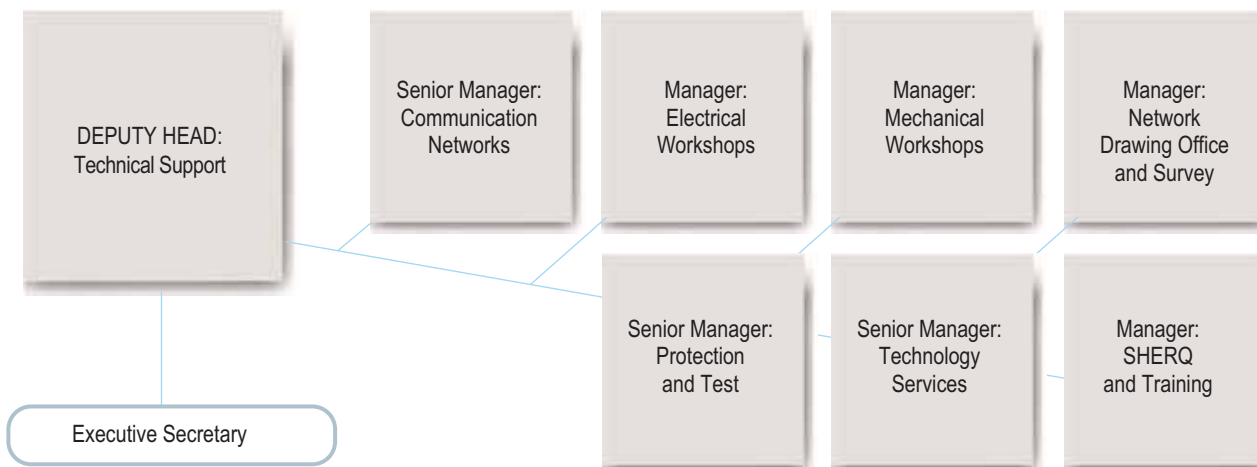 DEPUTY HEAD:
Technical Support
Senior Manager:
Communication
Networks
Manager:
Electrical
Workshops
Manager:
Mechanical
Workshops
Manager:
Network
Drawing Office
and Survey
Senior Manager:
Protection
and Test
Senior Manager:
Technology
Services
Manager:
SHERQ
and Training
Executive Secretary